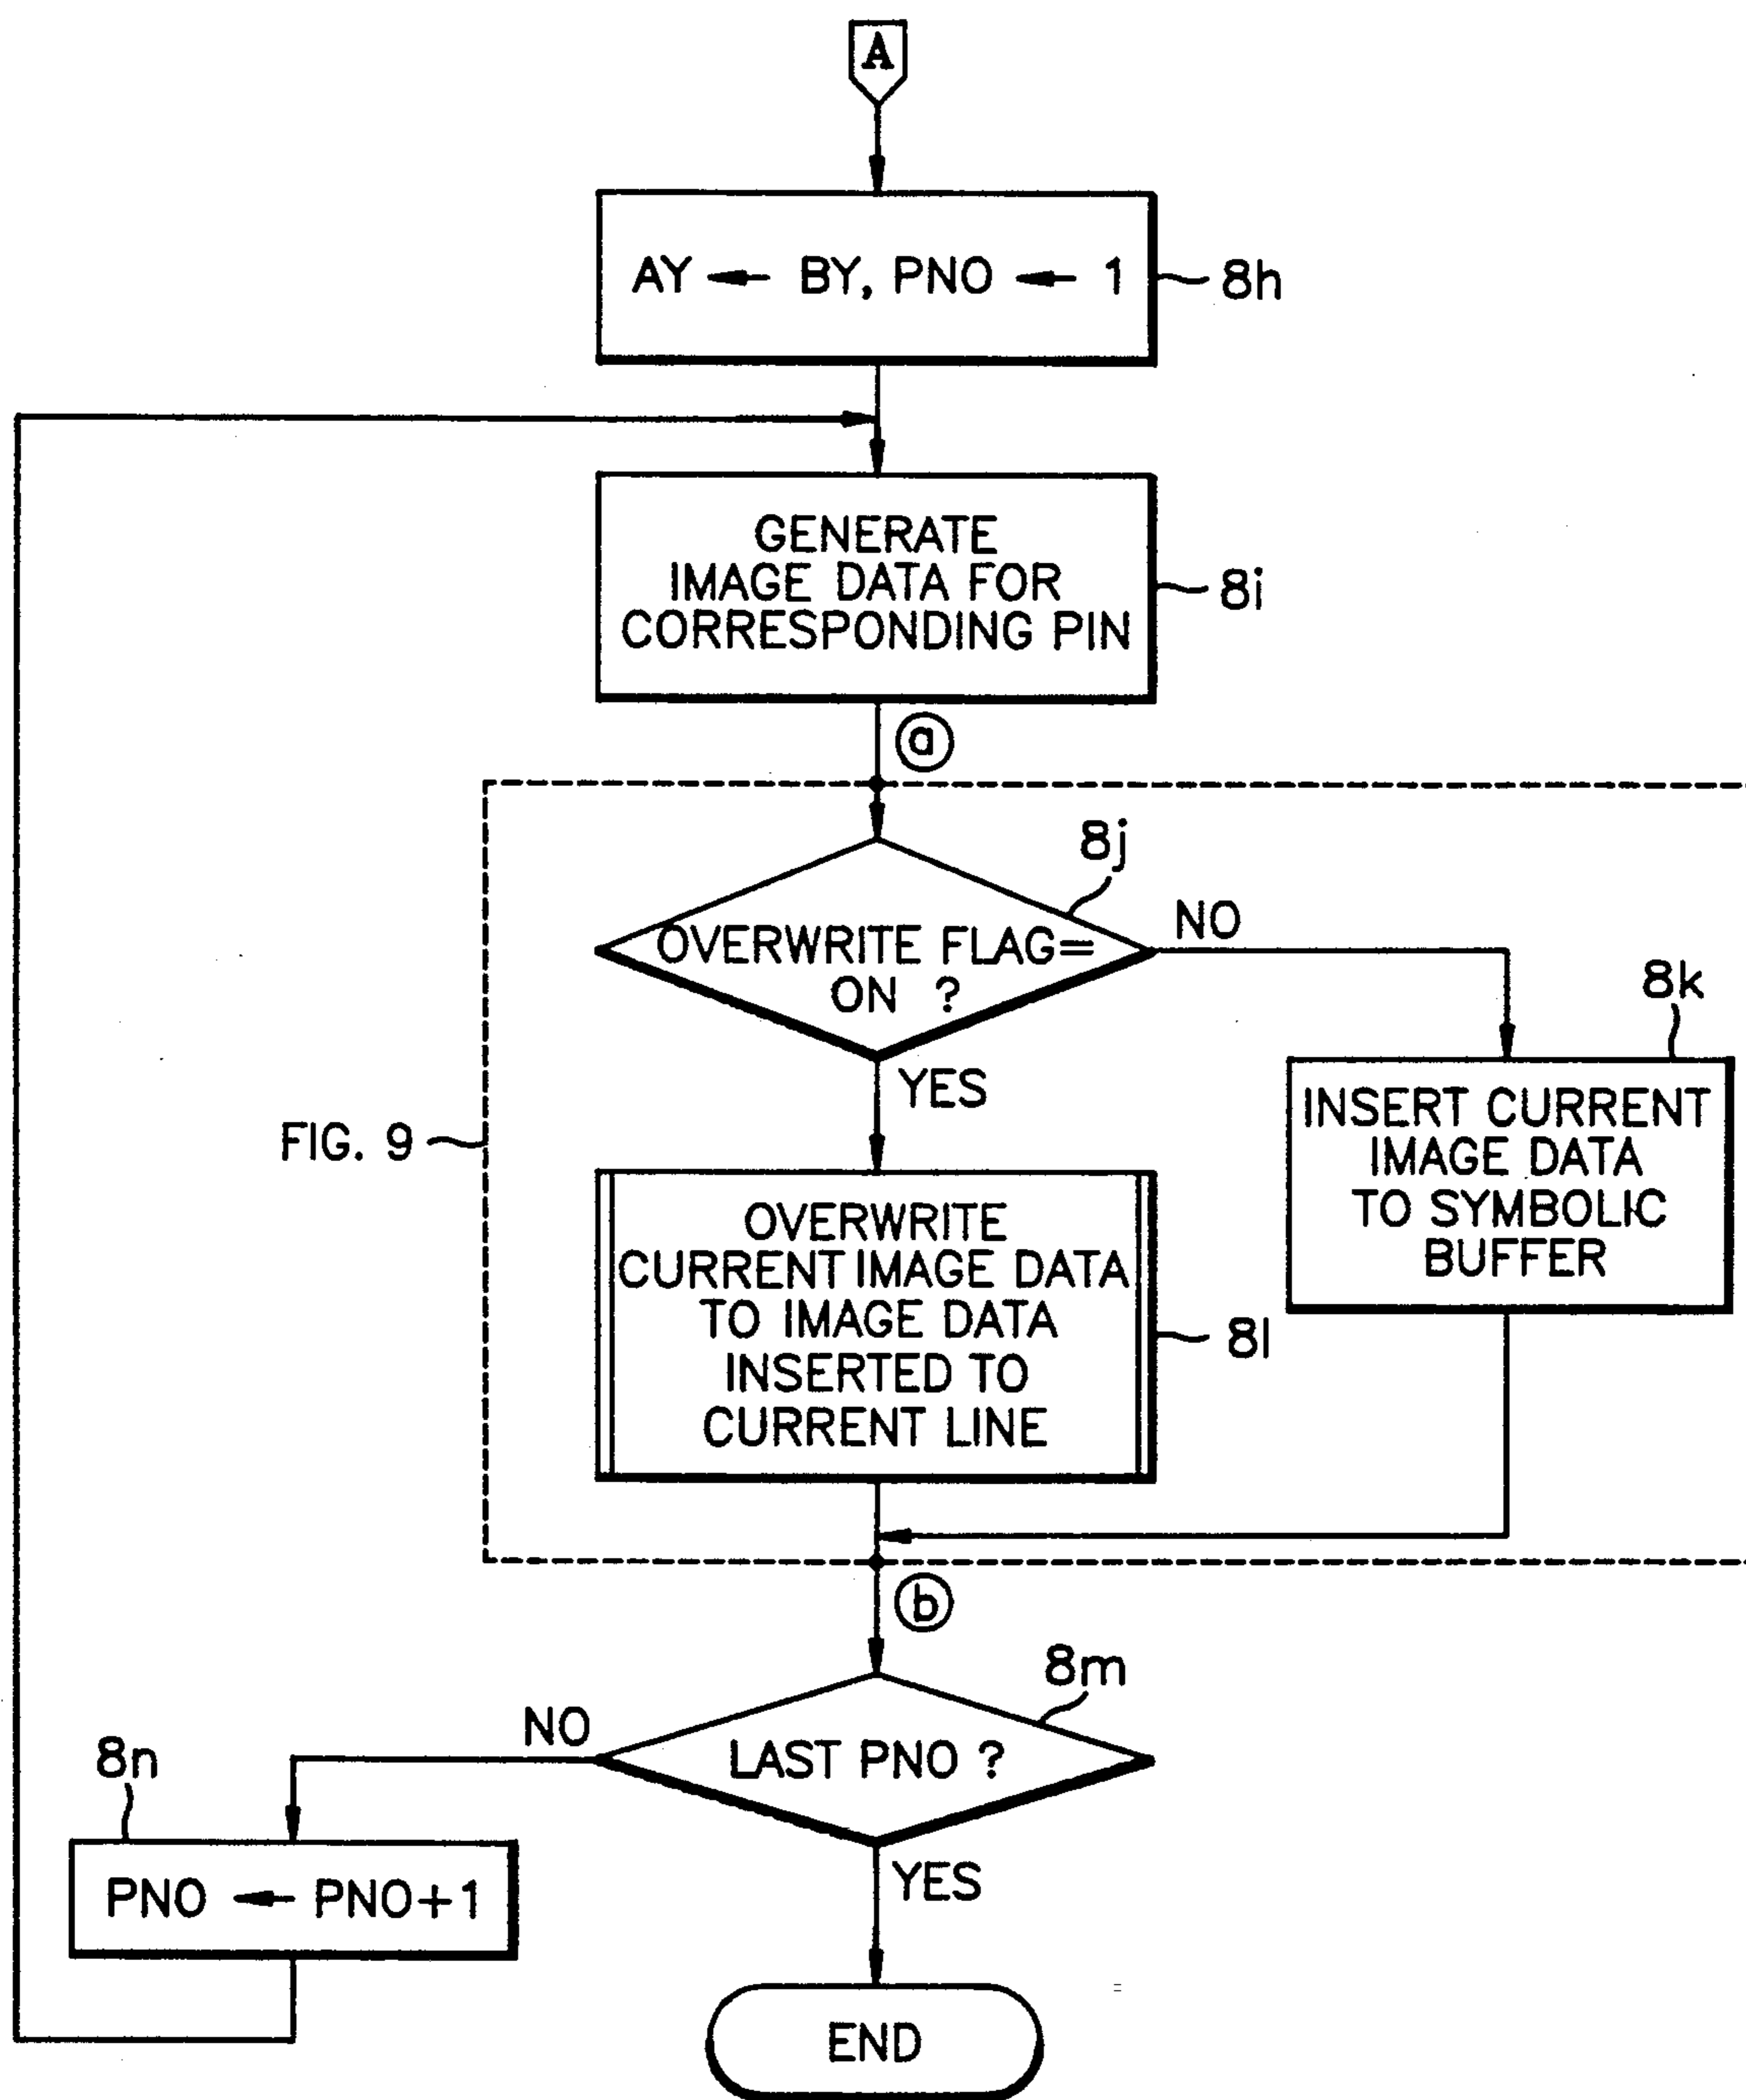 A
AY ← BY, PNO ← 1
8h
GENERATE
IMAGE DATA FOR
CORRESPONDING PIN
8i
a
8j
OVERWRITE FLAG=
ON ?
NO
YES
8k
INSERT CURRENT
IMAGE DATA
TO SYMBOLIC
BUFFER
FIG. 9
OVERWRITE
CURRENT IMAGE DATA
TO IMAGE DATA
INSERTED TO
CURRENT LINE
8l
b
8m
LAST PNO ?
NO
YES
8n
PNO ← PNO+1
END